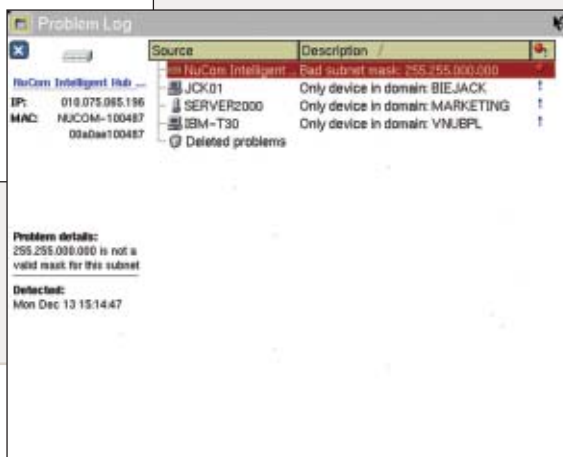 Problem Log
Source Description /
NuCom Intelligent Hub ...
IP: 010.075.065.196
MAC: NUCOM-100487
00a0ae100487
NuCom Intelligent ... Bad subnet mask: 255.255.000.000
JCK01 Only device in domain: BIEJACK !
SERVER2000 Only device in domain: MARKETING !
IBM-T30 Only device in domain: VNUBPL !
Deleted problems
Problem details:
255.255.000.000 is not a
valid mask for this subnet
Detected:
Mon Dec 13 15:14:47